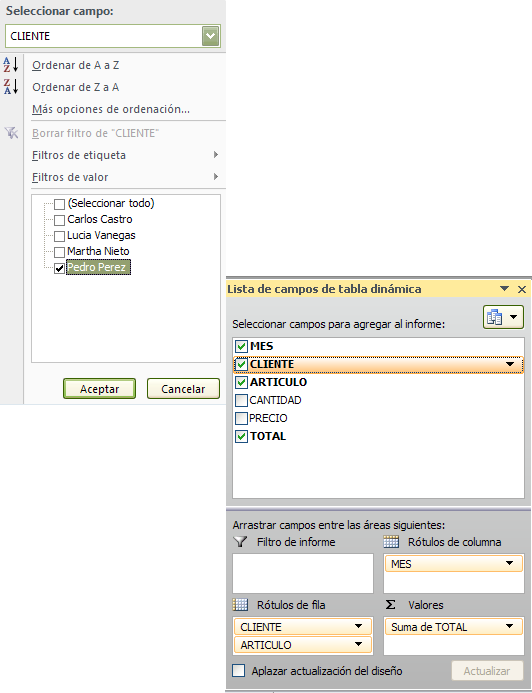 Seleccionar campo:
CLIENTE
Ordenar de A a Z
Ordenar de Z a A
Más opciones de ordenación...
Borrar filtro de "CLIENTE"
Filtros de etiqueta
Filtros de valor
(Seleccionar todo)
Carlos Castro
Lucia Vanegas
Martha Nieto
Pedro Perez
Aceptar
Cancelar
Lista de campos de tabla dinámica
Seleccionar campos para agregar al informe:
MES
CLIENTE
ARTICULO
CANTIDAD
PRECIO
TOTAL
Arrastrar campos entre las áreas siguientes:
Filtro de informe
Rótulos de columna
MES
Rótulos de fila
Σ Valores
CLIENTE
Suma de TOTAL
ARTICULO
Aplazar actualización del diseño
Actualizar